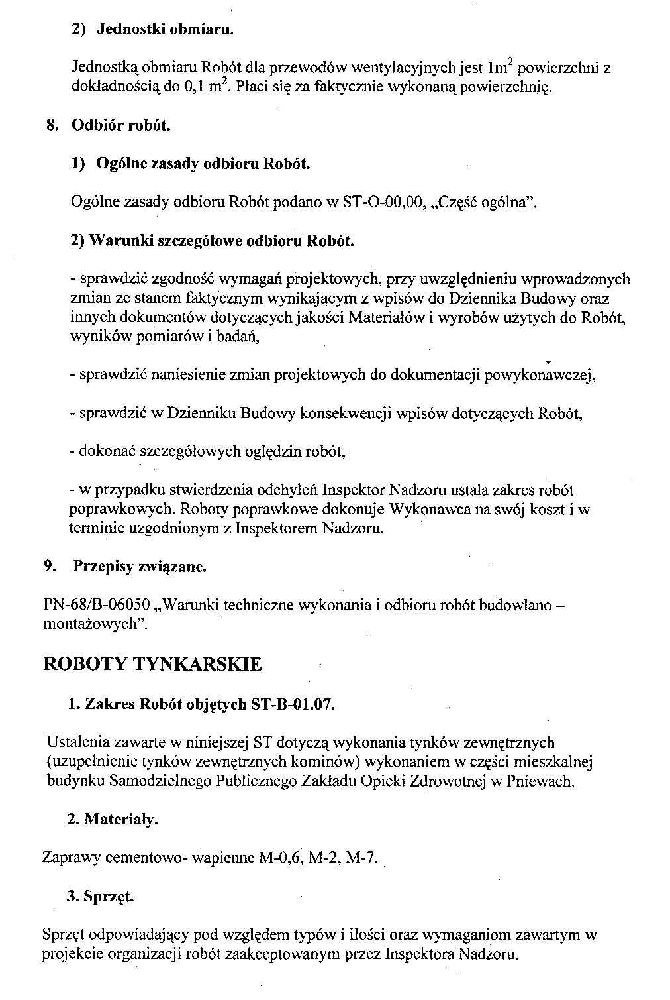 2) Jednostki obmiaru.
Jednostką obmiaru Robót dla przewodów wentylacyjnych jest 1m² powierzchni z
dokładnością do 0,1 m². Płaci się za faktycznie wykonaną powierzchnię.
8. Odbiór robót.
1) Ogólne zasady odbioru Robót.
Ogólne zasady odbioru Robót podano w ST-O-00,00, „Część ogólna”.
2) Warunki szczegółowe odbioru Robót.
- sprawdzić zgodność wymagań projektowych, przy uwzględnieniu wprowadzonych
zmian ze stanem faktycznym wynikającym z wpisów do Dziennika Budowy oraz
innych dokumentów dotyczących jakości Materiałów i wyrobów użytych do Robót,
wyników pomiarów i badań,
- sprawdzić naniesienie zmian projektowych do dokumentacji powykonawczej,
- sprawdzić w Dzienniku Budowy konsekwencji wpisów dotyczących Robót,
- dokonać szczegółowych oględzin robót,
- w przypadku stwierdzenia odchyleń Inspektor Nadzoru ustala zakres robót
poprawkowych. Roboty poprawkowe dokonuje Wykonawca na swój koszt i w
terminie uzgodnionym z Inspektorem Nadzoru.
9. Przepisy związane.
PN-68/B-06050 „Warunki techniczne wykonania i odbioru robót budowlano –
montażowych”.
ROBOTY TYNKARSKIE
1. Zakres Robót objętych ST-B-01.07.
Ustalenia zawarte w niniejszej ST dotyczą wykonania tynków zewnętrznych
(uzupełnienie tynków zewnętrznych kominów) wykonaniem w części mieszkalnej
budynku Samodzielnego Publicznego Zakładu Opieki Zdrowotnej w Pniewach.
2. Materiały.
Zaprawy cementowo- wapienne M-0,6, M-2, M-7.
3. Sprzęt.
Sprzęt odpowiadający pod względem typów i ilości oraz wymaganiom zawartym w
projekcie organizacji robót zaakceptowanym przez Inspektora Nadzoru.